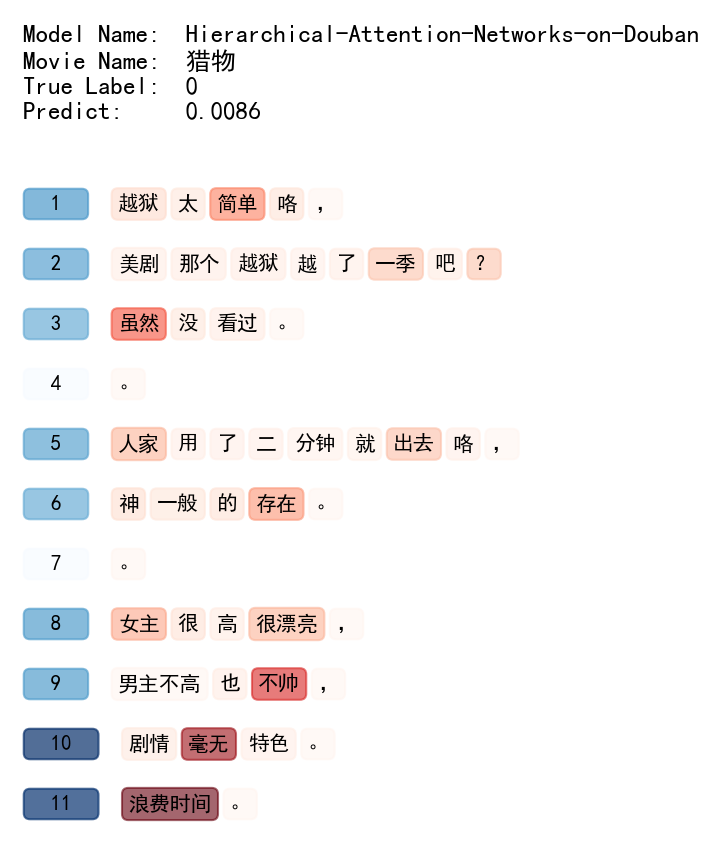 Model Name: Hierarchical-Attention-Networks-on-Douban
Movie Name: 猎物
True Label: 0
Predict: 0.0086
1 越狱 太 简单 咯 ，
2 美剧 那个 越狱 越 了 一季 吧 ？
3 虽然 没 看过 。
4 。
5 人家 用 了 二 分钟 就 出去 咯 ，
6 神 一般 的 存在 。
7 。
8 女主 很 高 很漂亮 ，
9 男主不高 也 不帅 ，
10 剧情 毫无 特色 。
11 浪费时间 。